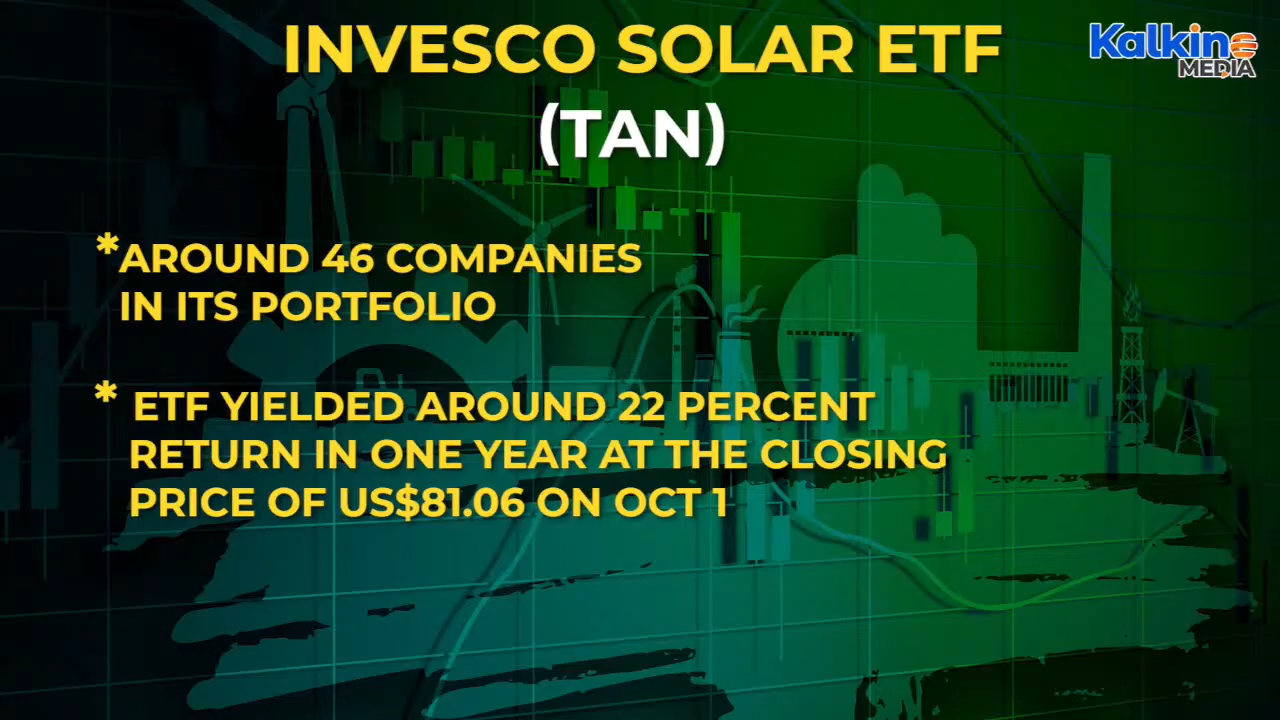 INVESCO SOLAR ETF
Kalkine
MEDIA
(TAN)
*AROUND 46 COMPANIES
IN ITS PORTFOLIO
* ETF YIELDED AROUND 22 PERCENT
RETURN IN ONE YEAR AT THE CLOSING
PRICE OF US$81.06 ON OCT 1